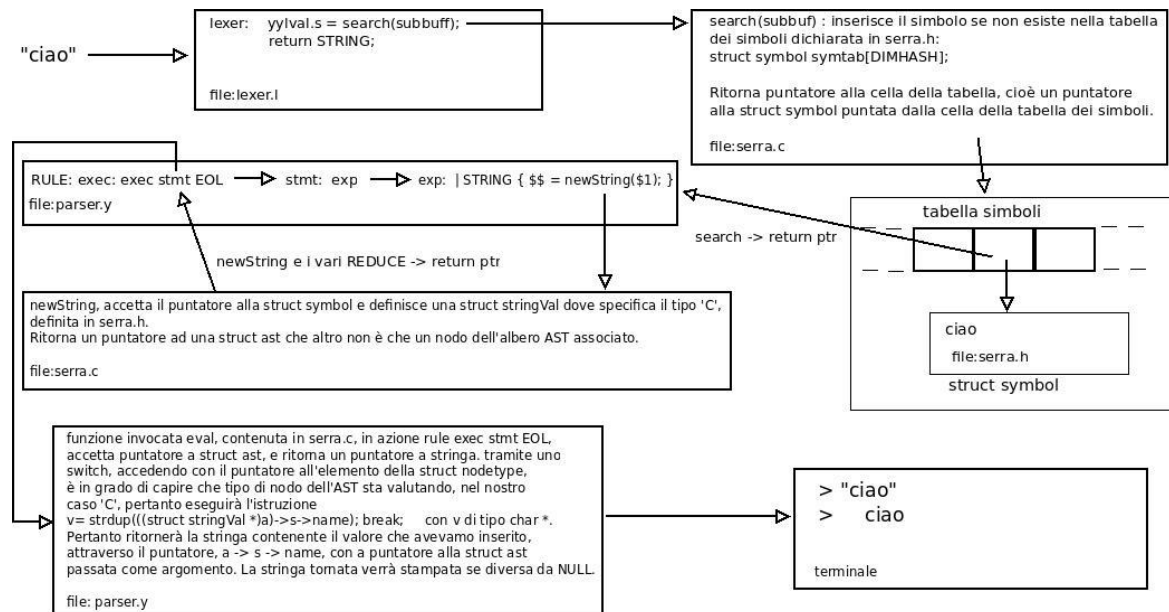 "ciao"
lexer: yylval.s = search(subbuff);
return STRING;
file:lexer.l
search(subbuf) : inserisce il simbolo se non esiste nella tabella
dei simboli dichiarata in serra.h:
struct symbol symtab[DIMHASH];
Ritorna puntatore alla cella della tabella, cioè un puntatore
alla struct symbol puntata dalla cella della tabella dei simboli.
file:serra.c
RULE: exec: exec stmt EOL
stmt: exp
exp: | STRING { $$ = newString($1); }
file:parser.y
tabella simboli
search -> return ptr
newString e i vari REDUCE -> return ptr
newString, accetta il puntatore alla struct symbol e definisce una struct stringVal dove specifica il tipo 'C',
definita in serra.h.
Ritorna un puntatore ad una struct ast che altro non è che un nodo dell'albero AST associato.
file:serra.c
ciao
file:serra.h
struct symbol
funzione invocata eval, contenuta in serra.c, in azione rule exec stmt EOL,
accetta puntatore a struct ast, e ritorna un puntatore a stringa. tramite uno
switch, accedendo con il puntatore all'elemento della struct nodetype,
è in grado di capire che tipo di nodo dell'AST sta valutando, nel nostro
caso 'C', pertanto eseguirà l'istruzione
v= strdup(((struct stringVal *)a)->s->name); break; con v di tipo char *.
Pertanto ritornerà la stringa contenente il valore che avevamo inserito,
attraverso il puntatore, a -> s -> name, con a puntatore alla struct ast
passata come argomento. La stringa tornata verrà stampata se diversa da NULL.
file: parser.y
> "ciao"
> ciao
terminale